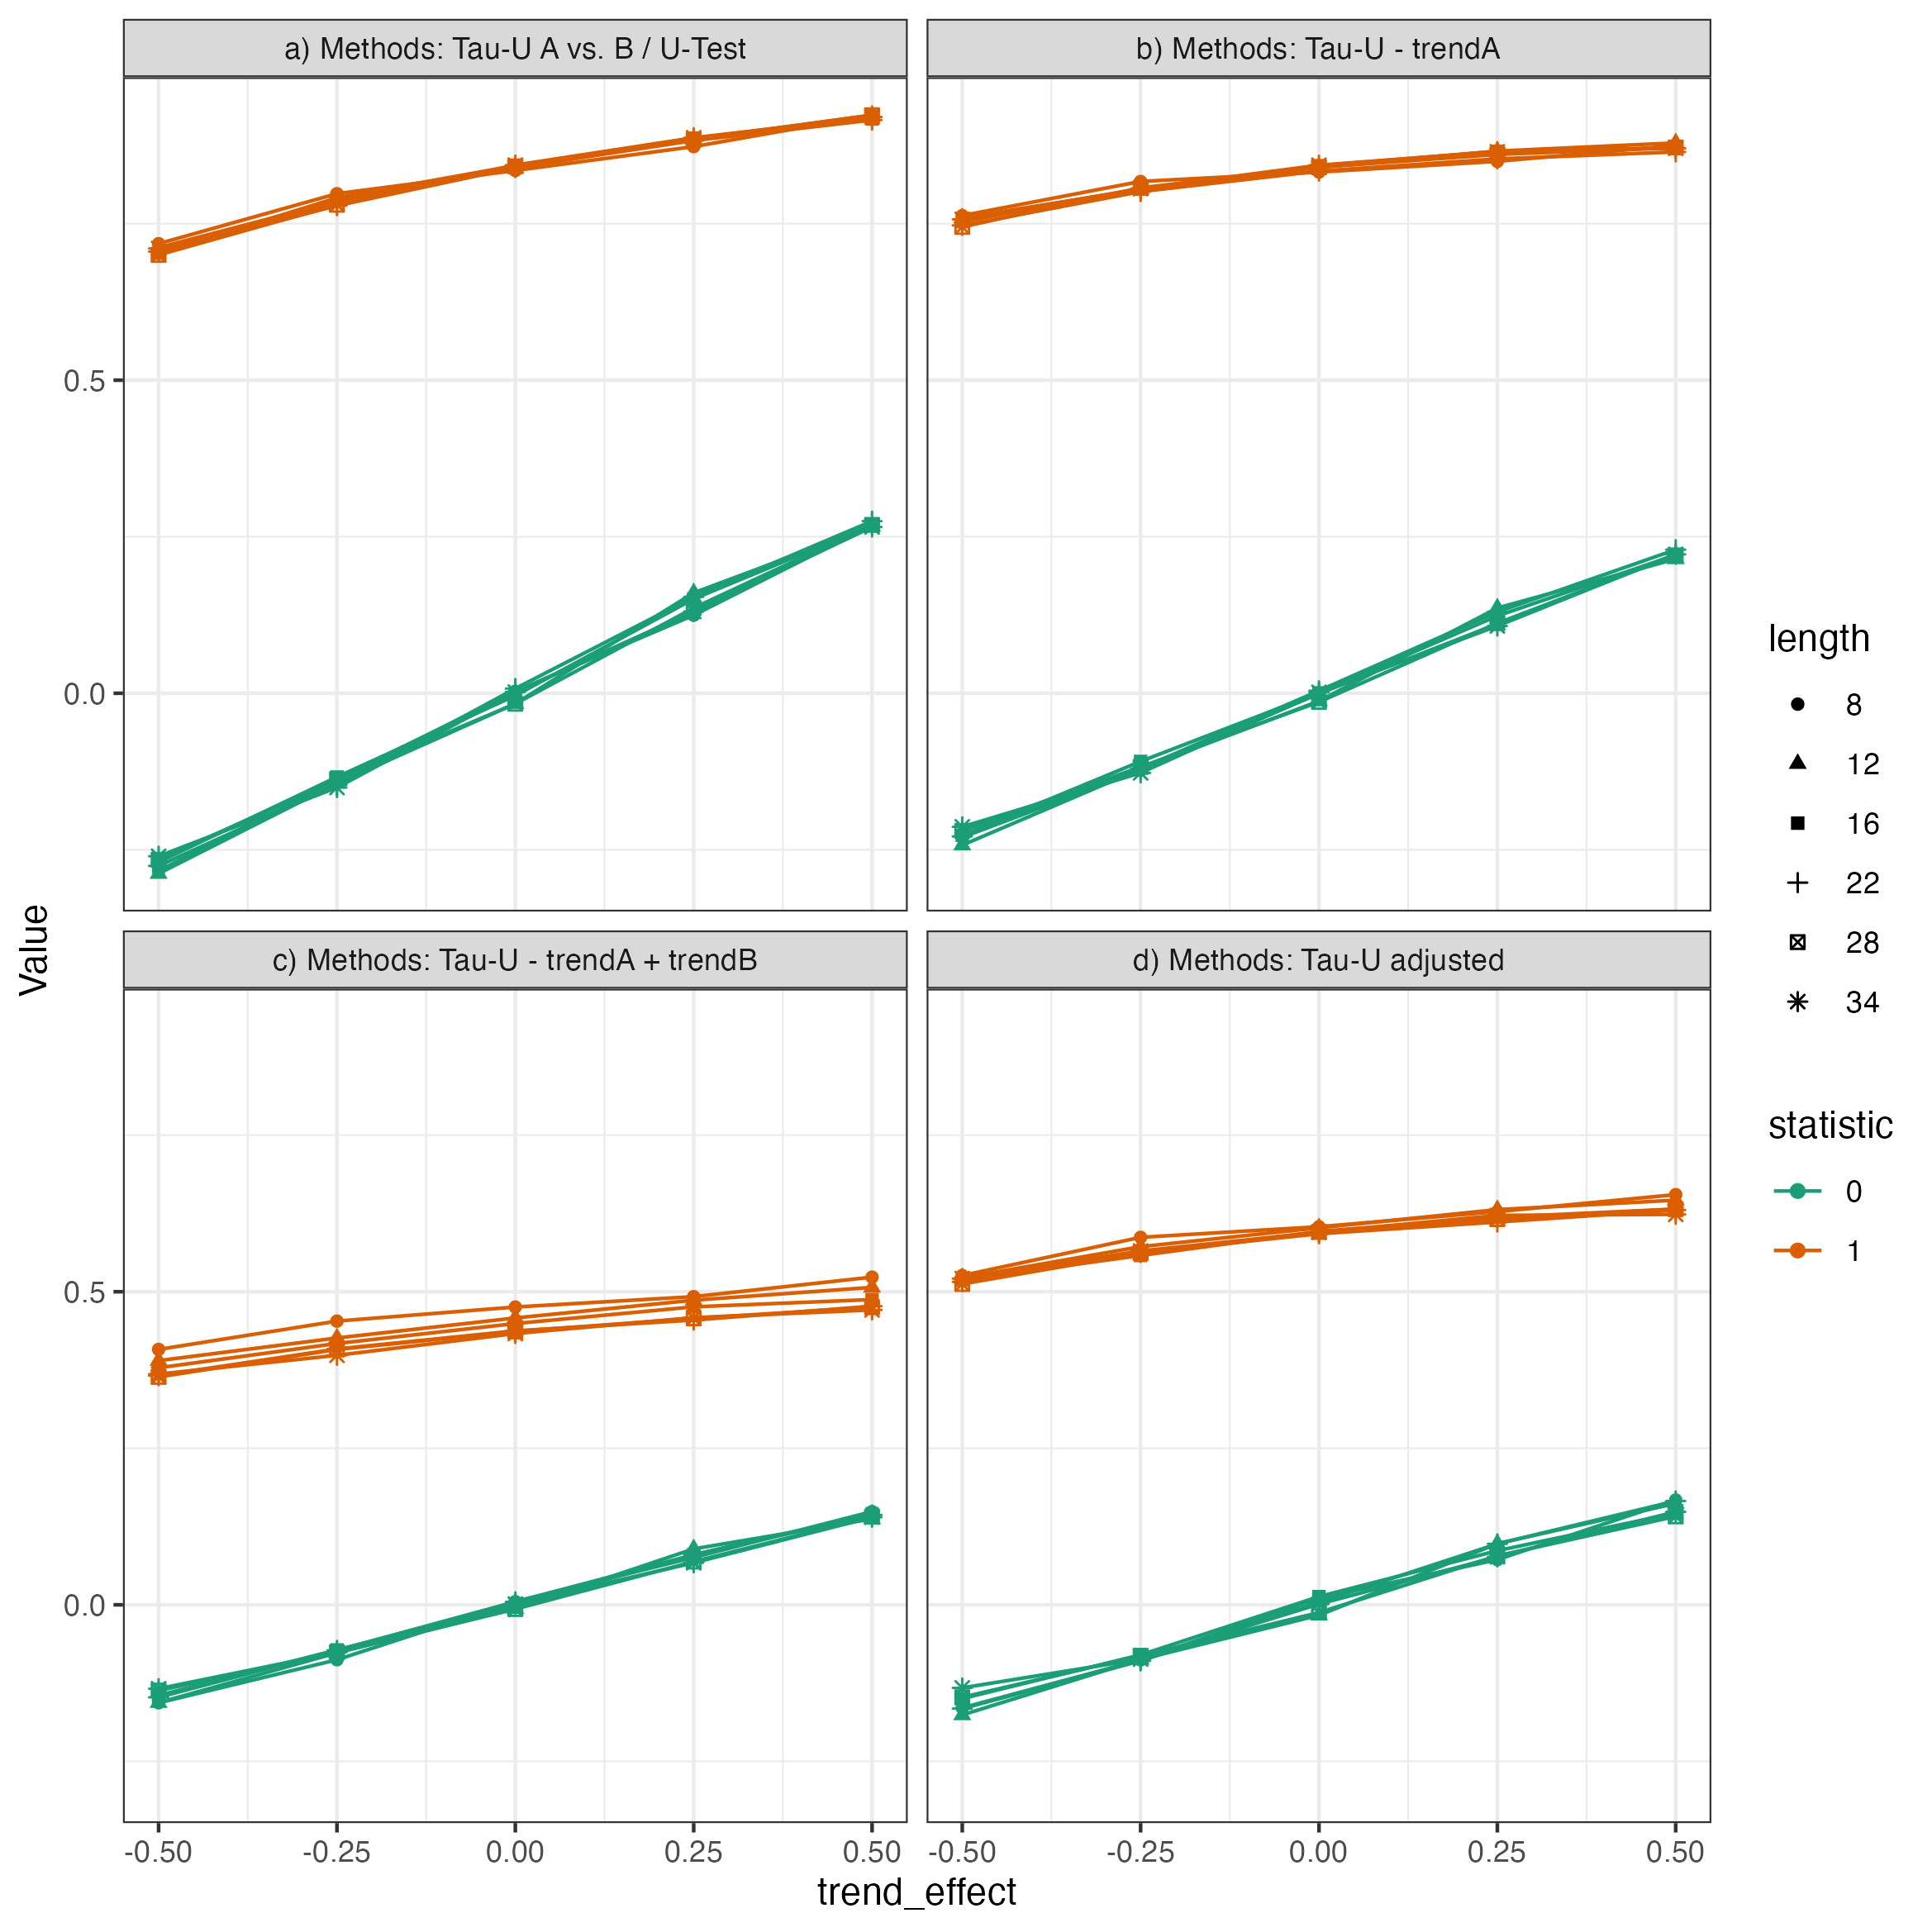 a) Methods: Tau-U A vs. B / U-Test
b) Methods: Tau-U - trendA
0.5
0.0
c) Methods: Tau-U - trendA + trendB
d) Methods: Tau-U adjusted
0.5
0.0
-0.50 -0.25 0.00 0.25 0.50
-0.50 -0.25 0.00 0.25 0.50
trend_effect
Value
length
8
12
16
22
28
34
statistic
0
1